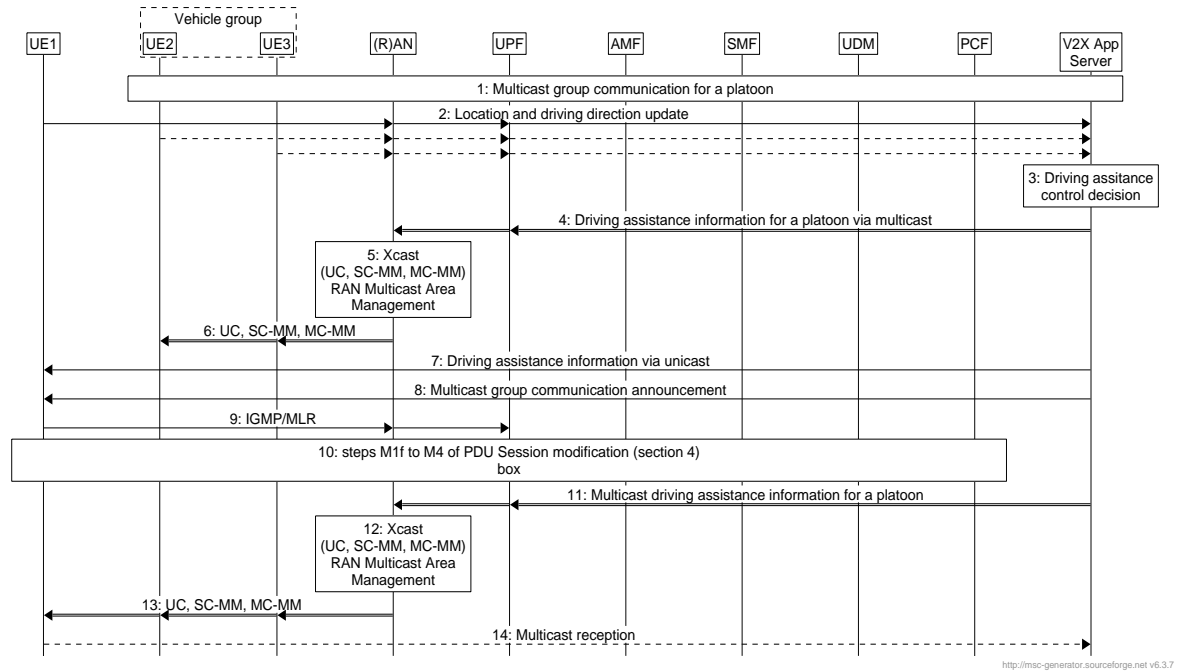 Vehicle group
UE1
UE2
UE3
(R)AN
UPF
AMF
SMF
UDM
PCF
V2X App
Server
1: Multicast group communication for a platoon
2: Location and driving direction update
3: Driving assitance
control decision
4: Driving assistance information for a platoon via multicast
5: Xcast
(UC, SC-MM, MC-MM)
RAN Multicast Area
Management
6: UC, SC-MM, MC-MM
7: Driving assistance information via unicast
8: Multicast group communication announcement
9: IGMP/MLR
10: steps M1f to M4 of PDU Session modification (section 4)
box
11: Multicast driving assistance information for a platoon
12: Xcast
(UC, SC-MM, MC-MM)
RAN Multicast Area
Management
13: UC, SC-MM, MC-MM
14: Multicast reception
http://msc-generator.sourceforge.net v6.3.7